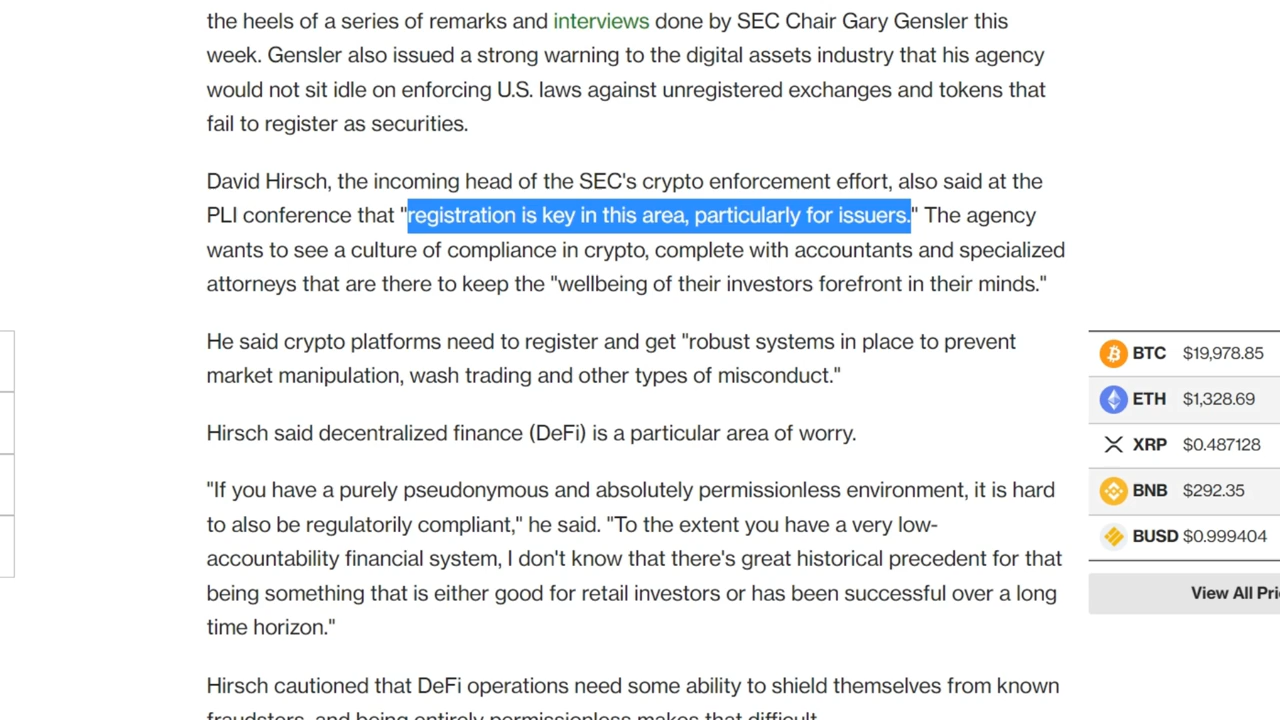 the heels of a series of remarks and interviews done by SEC Chair Gary Gensler this
week. Gensler also issued a strong warning to the digital assets industry that his agency
would not sit idle on enforcing U.S. laws against unregistered exchanges and tokens that
fail to register as securities.
David Hirsch, the incoming head of the SEC's crypto enforcement effort, also said at the
PLI conference that "registration is key in this area, particularly for issuers." The agency
wants to see a culture of compliance in crypto, complete with accountants and specialized
attorneys that are there to keep the "wellbeing of their investors forefront in their minds."
He said crypto platforms need to register and get "robust systems in place to prevent
market manipulation, wash trading and other types of misconduct."
Hirsch said decentralized finance (DeFi) is a particular area of worry.
"If you have a purely pseudonymous and absolutely permissionless environment, it is hard
to also be regulatorily compliant," he said. "To the extent you have a very low-
accountability financial system, I don't know that there's great historical precedent for that
being something that is either good for retail investors or has been successful over a long
time horizon."
Hirsch cautioned that DeFi operations need some ability to shield themselves from known
fraudsters, and being entirely permissionless makes that difficult.
BTC $19,978.85
ETH $1,328.69
XRP $0.487128
BNB $292.35
BUSD $0.999404
View All Pri